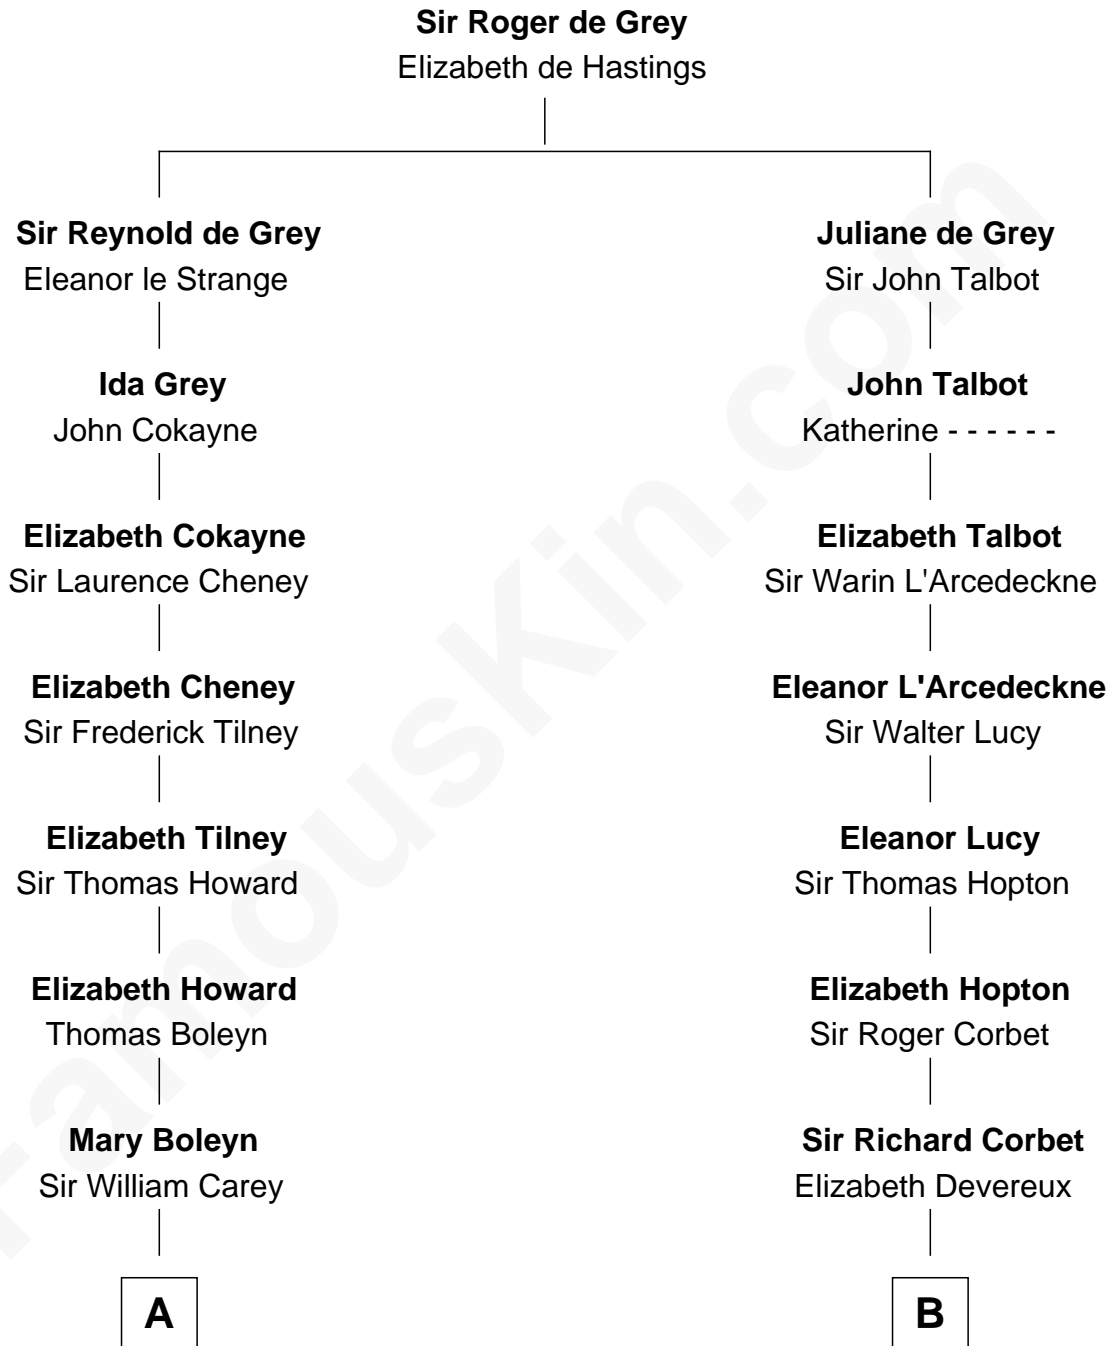 Sir Roger de Grey
Elizabeth de Hastings
Sir Reynold de Grey
Eleanor le Strange
Juliane de Grey
Sir John Talbot
Ida Grey
John Cokayne
John Talbot
Katherine - - - - - -
Elizabeth Cokayne
Sir Laurence Cheney
Elizabeth Talbot
Sir Warin L'Arcedeckne
Elizabeth Cheney
Sir Frederick Tilney
Eleanor L'Arcedeckne
Sir Walter Lucy
Elizabeth Tilney
Sir Thomas Howard
Eleanor Lucy
Sir Thomas Hopton
Elizabeth Howard
Thomas Boleyn
Elizabeth Hopton
Sir Roger Corbet
Mary Boleyn
Sir William Carey
Sir Richard Corbet
Elizabeth Devereux
A
B
FamousKin.com